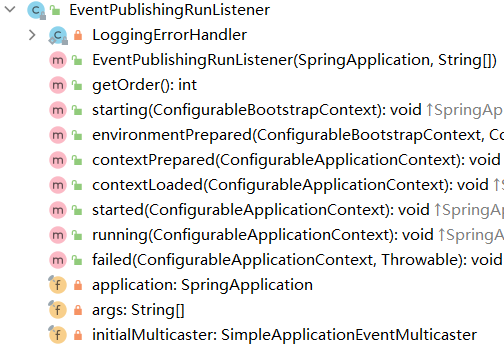 EventPublishingRunListener
LoggingErrorHandler
EventPublishingRunListener(SpringApplication, String[])
getOrder(): int
starting(ConfigurableBootstrapContext): void ↑SpringAp
environmentPrepared(ConfigurableBootstrapContext, Co
contextPrepared(ConfigurableApplicationContext): void
contextLoaded(ConfigurableApplicationContext): void ↑S
started(ConfigurableApplicationContext): void ↑SpringA
running(ConfigurableApplicationContext): void ↑SpringA
failed(ConfigurableApplicationContext, Throwable): void
application: SpringApplication
args: String[]
initialMulticaster: SimpleApplicationEventMulticaster